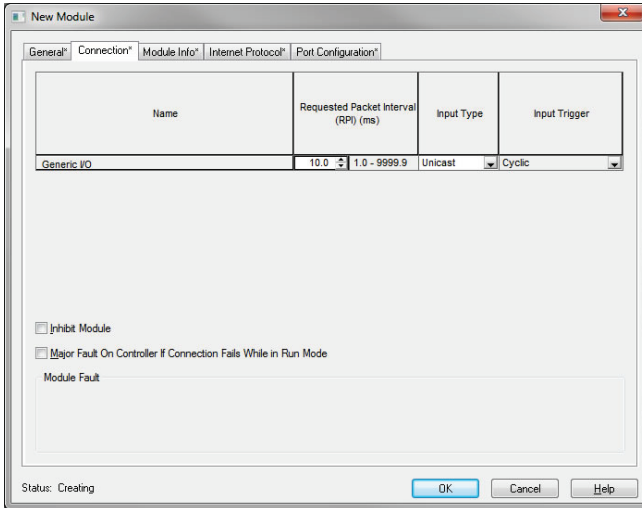 New Module
General* Connection* Module Info* Internet Protocol* Port Configuration*
Name Requested Packet Interval (RPI) (ms) Input Type Input Trigger
Generic I/O 10.0 1.0 - 9999.9 Unicast Cyclic
Inhibit Module
Major Fault On Controller If Connection Fails While in Run Mode
Module Fault
Status: Creating OK Cancel Help